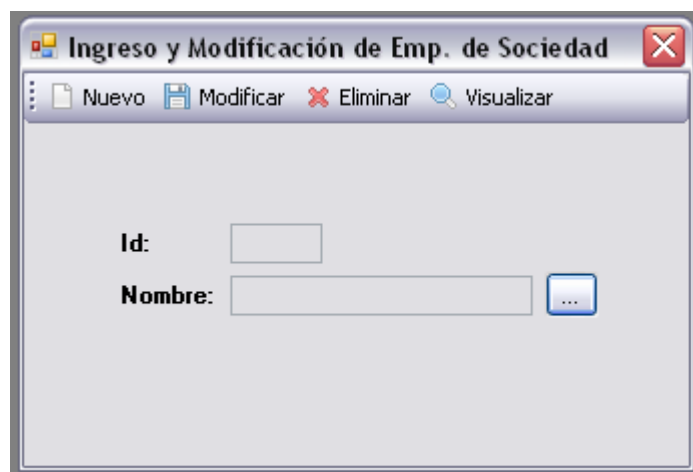 Ingreso y Modificación de Emp. de Sociedad
Nuevo Modificar Eliminar Visualizar
Id:
Nombre: ...